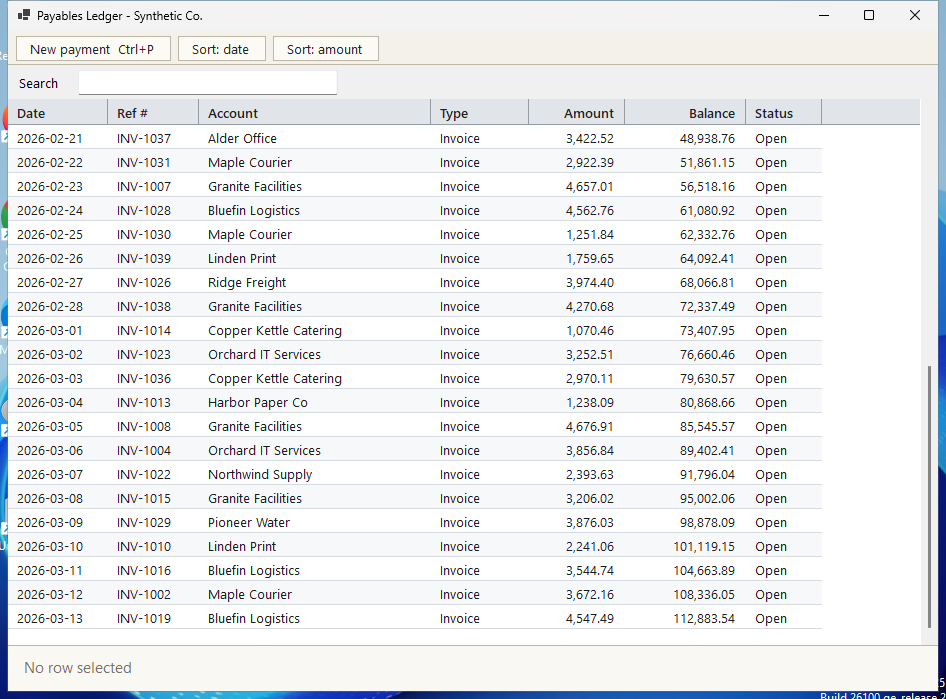 Payables Ledger - Synthetic Co.
New payment Ctrl+P Sort: date Sort: amount
Search
Date Ref # Account Type Amount Balance Status
2026-02-21 INV-1037 Alder Office Invoice 3,422.52 48,938.76 Open
2026-02-22 INV-1031 Maple Courier Invoice 2,922.39 51,861.15 Open
2026-02-23 INV-1007 Granite Facilities Invoice 4,657.01 56,518.16 Open
2026-02-24 INV-1028 Bluefin Logistics Invoice 4,562.76 61,080.92 Open
2026-02-25 INV-1030 Maple Courier Invoice 1,251.84 62,332.76 Open
2026-02-26 INV-1039 Linden Print Invoice 1,759.65 64,092.41 Open
2026-02-27 INV-1026 Ridge Freight Invoice 3,974.40 68,066.81 Open
2026-02-28 INV-1038 Granite Facilities Invoice 4,270.68 72,337.49 Open
2026-03-01 INV-1014 Copper Kettle Catering Invoice 1,070.46 73,407.95 Open
2026-03-02 INV-1023 Orchard IT Services Invoice 3,252.51 76,660.46 Open
2026-03-03 INV-1036 Copper Kettle Catering Invoice 2,970.11 79,630.57 Open
2026-03-04 INV-1013 Harbor Paper Co Invoice 1,238.09 80,868.66 Open
2026-03-05 INV-1008 Granite Facilities Invoice 4,676.91 85,545.57 Open
2026-03-06 INV-1004 Orchard IT Services Invoice 3,856.84 89,402.41 Open
2026-03-07 INV-1022 Northwind Supply Invoice 2,393.63 91,796.04 Open
2026-03-08 INV-1015 Granite Facilities Invoice 3,206.02 95,002.06 Open
2026-03-09 INV-1029 Pioneer Water Invoice 3,876.03 98,878.09 Open
2026-03-10 INV-1010 Linden Print Invoice 2,241.06 101,119.15 Open
2026-03-11 INV-1016 Bluefin Logistics Invoice 3,544.74 104,663.89 Open
2026-03-12 INV-1002 Maple Courier Invoice 3,672.16 108,336.05 Open
2026-03-13 INV-1019 Bluefin Logistics Invoice 4,547.49 112,883.54 Open
No row selected